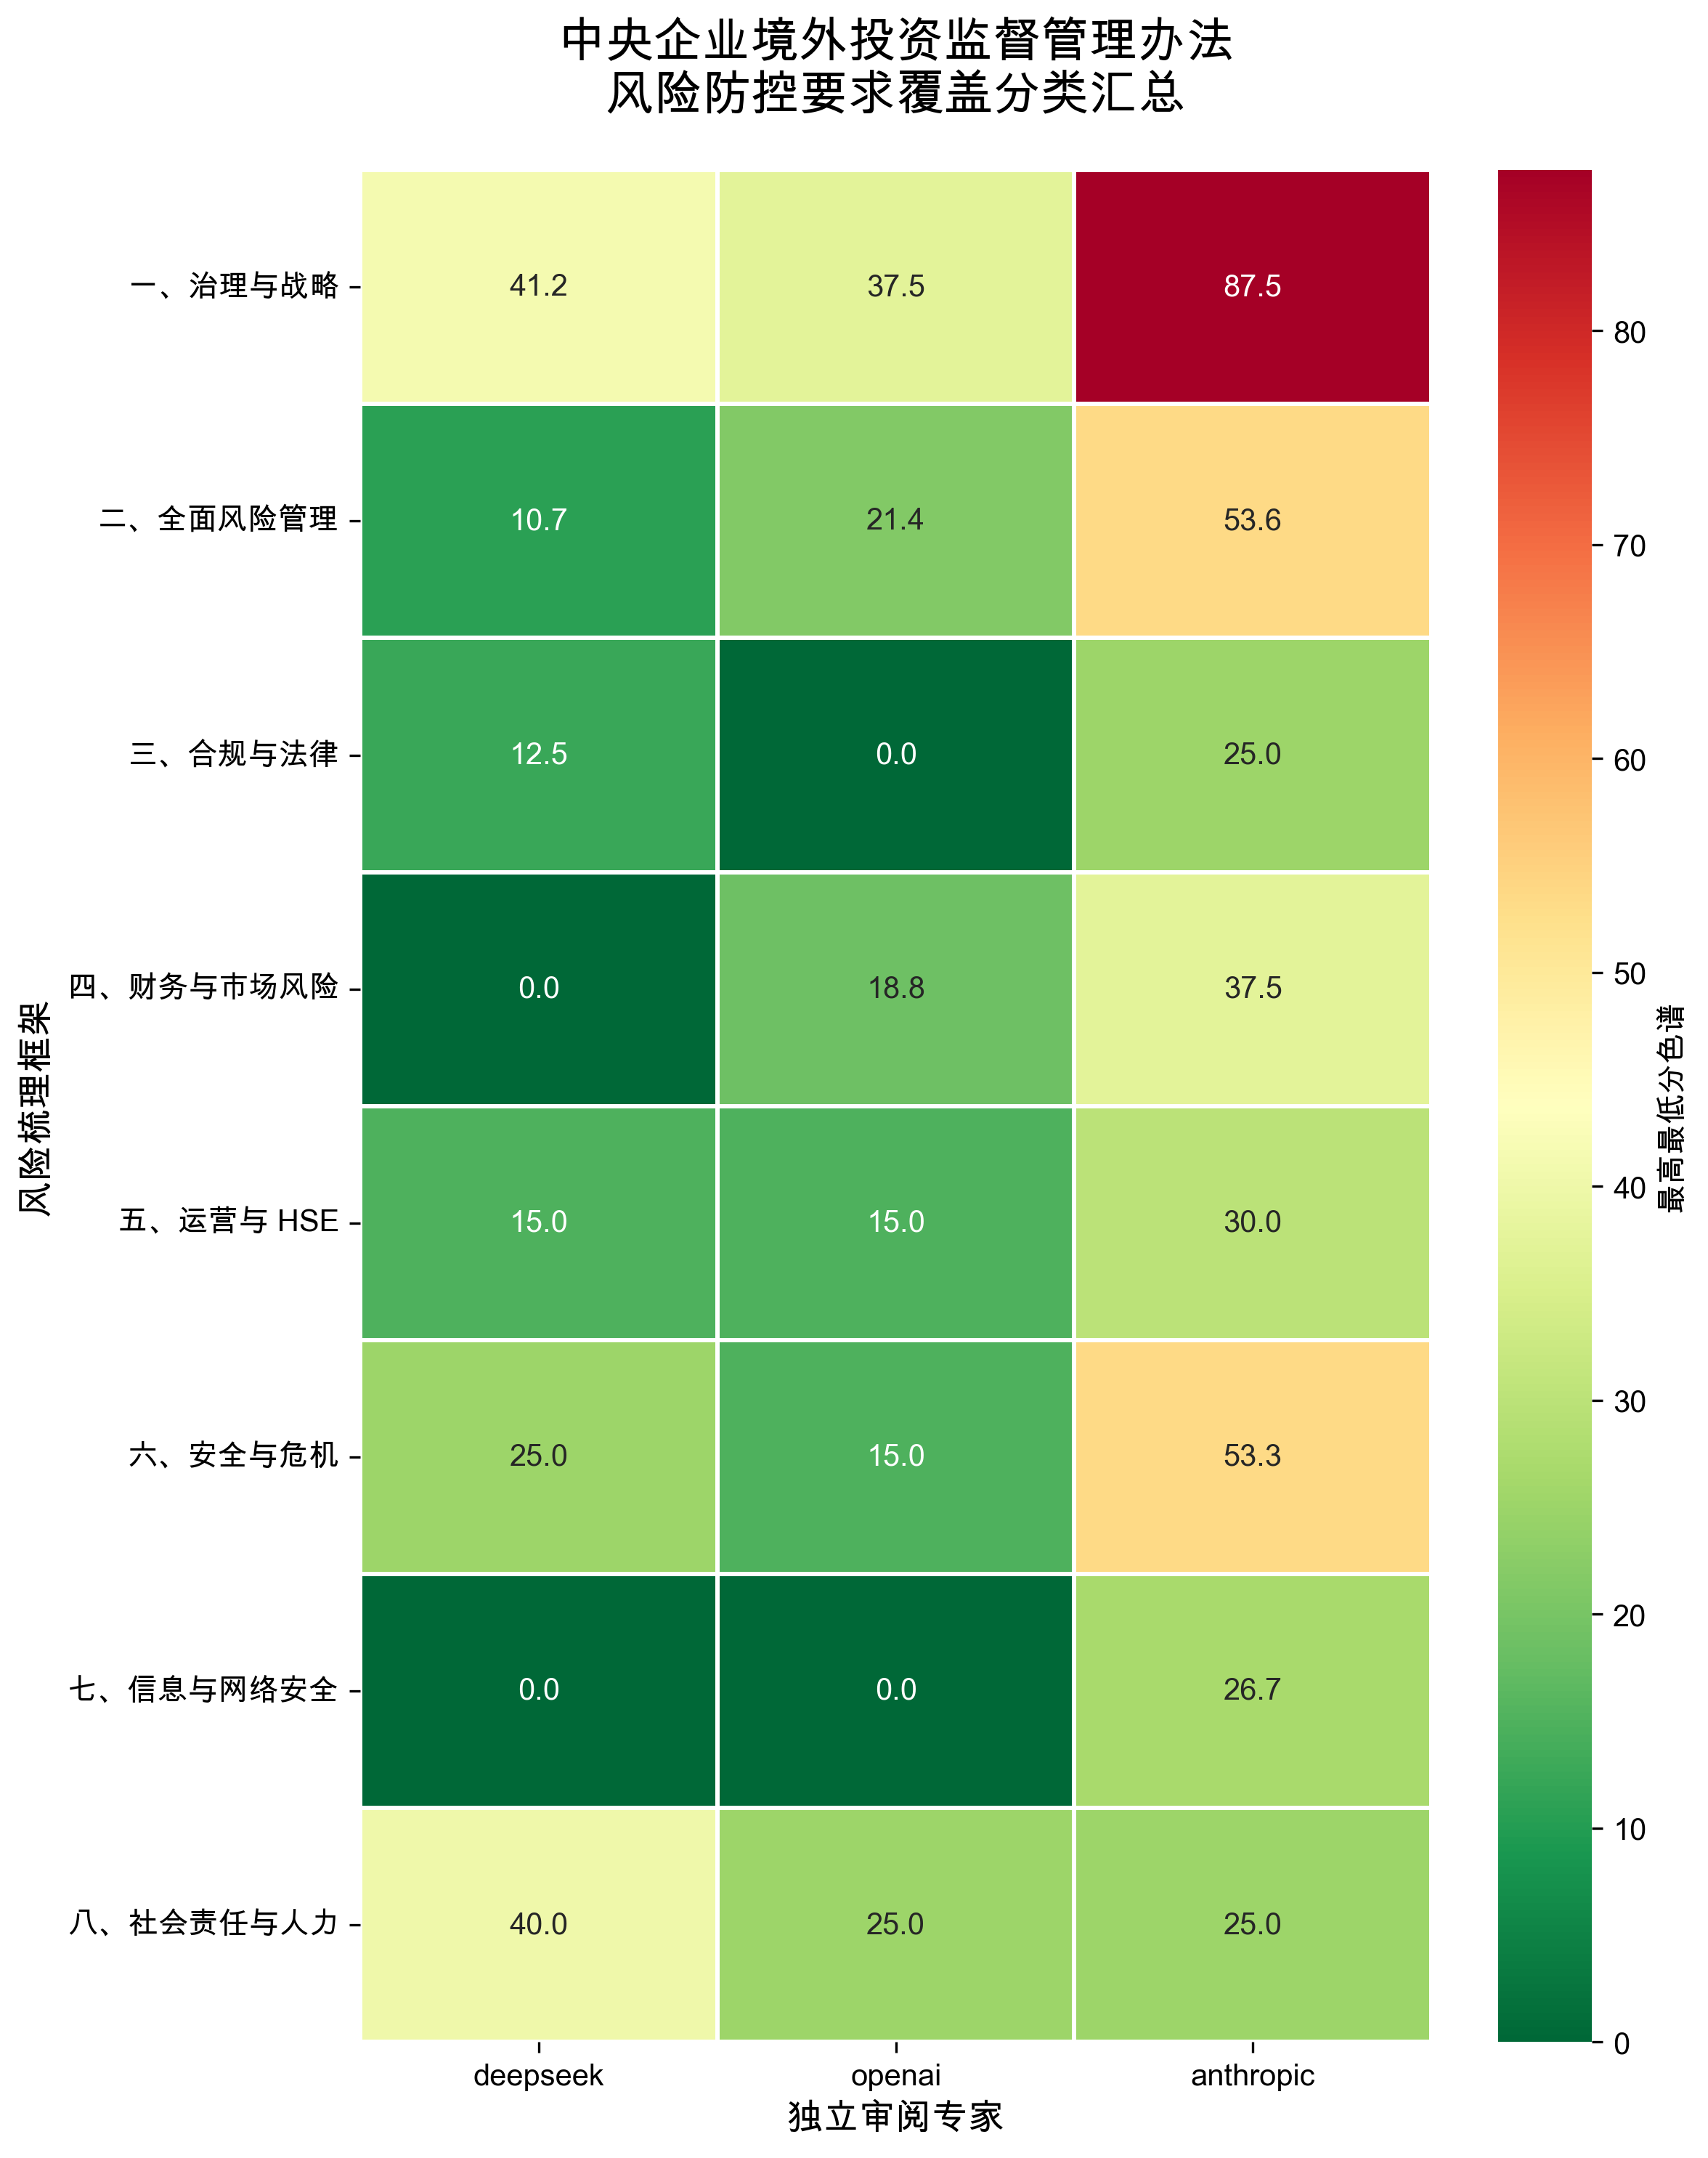 中央企业境外投资监督管理办法
风险防控要求覆盖分类汇总
风险梳理框架
一、治理与战略
41.2
37.5
87.5
二、全面风险管理
10.7
21.4
53.6
三、合规与法律
12.5
0.0
25.0
四、财务与市场风险
0.0
18.8
37.5
五、运营与 HSE
15.0
15.0
30.0
六、安全与危机
25.0
15.0
53.3
七、信息与网络安全
0.0
0.0
26.7
八、社会责任与人力
40.0
25.0
25.0
deepseek
openai
anthropic
独立审阅专家
80
70
60
50
40
30
20
10
0
最高最低分色谱